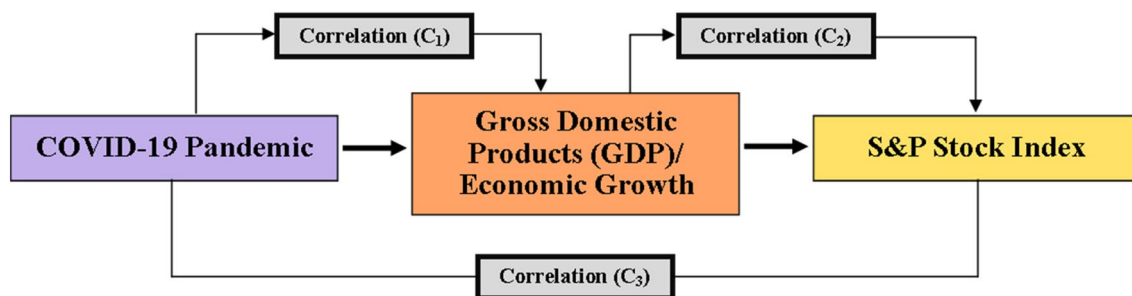 Correlation (C₁)
Correlation (C₂)
COVID-19 Pandemic
Gross Domestic
Products (GDP)/
Economic Growth
S&P Stock Index
Correlation (C₃)